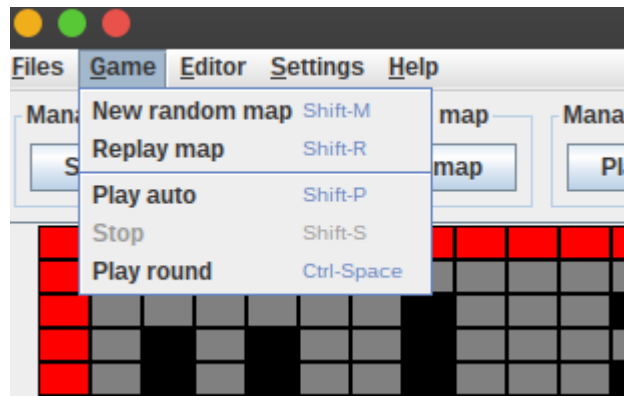 Files Game Editor Settings Help
New random map Shift-M
Replay map Shift-R
Play auto Shift-P
Stop Shift-S
Play round Ctrl-Space
map
map